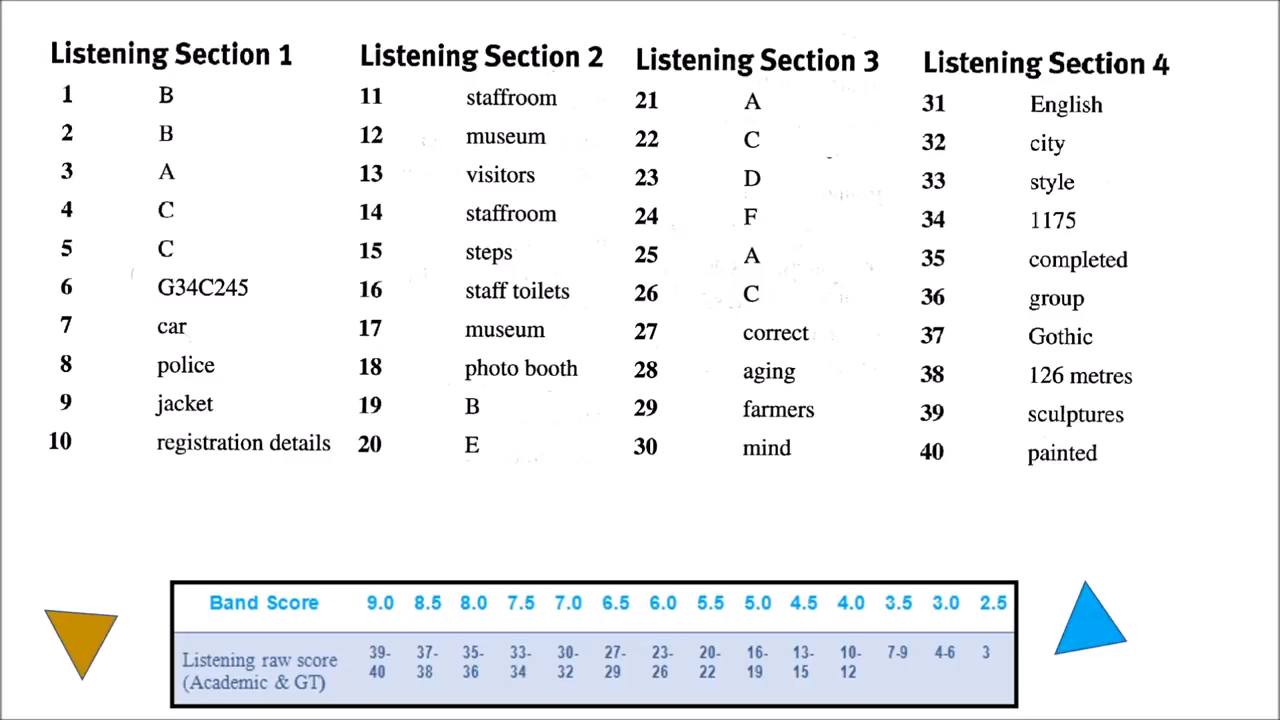 Listening Section 1
1 B
2 B
3 A
4 C
5 C
6 G34C245
7 car
8 police
9 jacket
10 registration details
Listening Section 2
11 staffroom
12 museum
13 visitors
14 staffroom
15 steps
16 staff toilets
17 museum
18 photo booth
19 B
20 E
Listening Section 3
21 A
22 C
23 D
24 F
25 A
26 C
27 correct
28 aging
29 farmers
30 mind
Listening Section 4
31 English
32 city
33 style
34 1175
35 completed
36 group
37 Gothic
38 126 metres
39 sculptures
40 painted
Band Score 9.0 8.5 8.0 7.5 7.0 6.5 6.0 5.5 5.0 4.5 4.0 3.5 3.0 2.5
Listening raw score 39- 37- 35- 33- 30- 27- 23- 20- 16- 13- 10- 7-9 4-6 3
(Academic & GT) 40 38 36 34 32 29 26 22 19 15 12